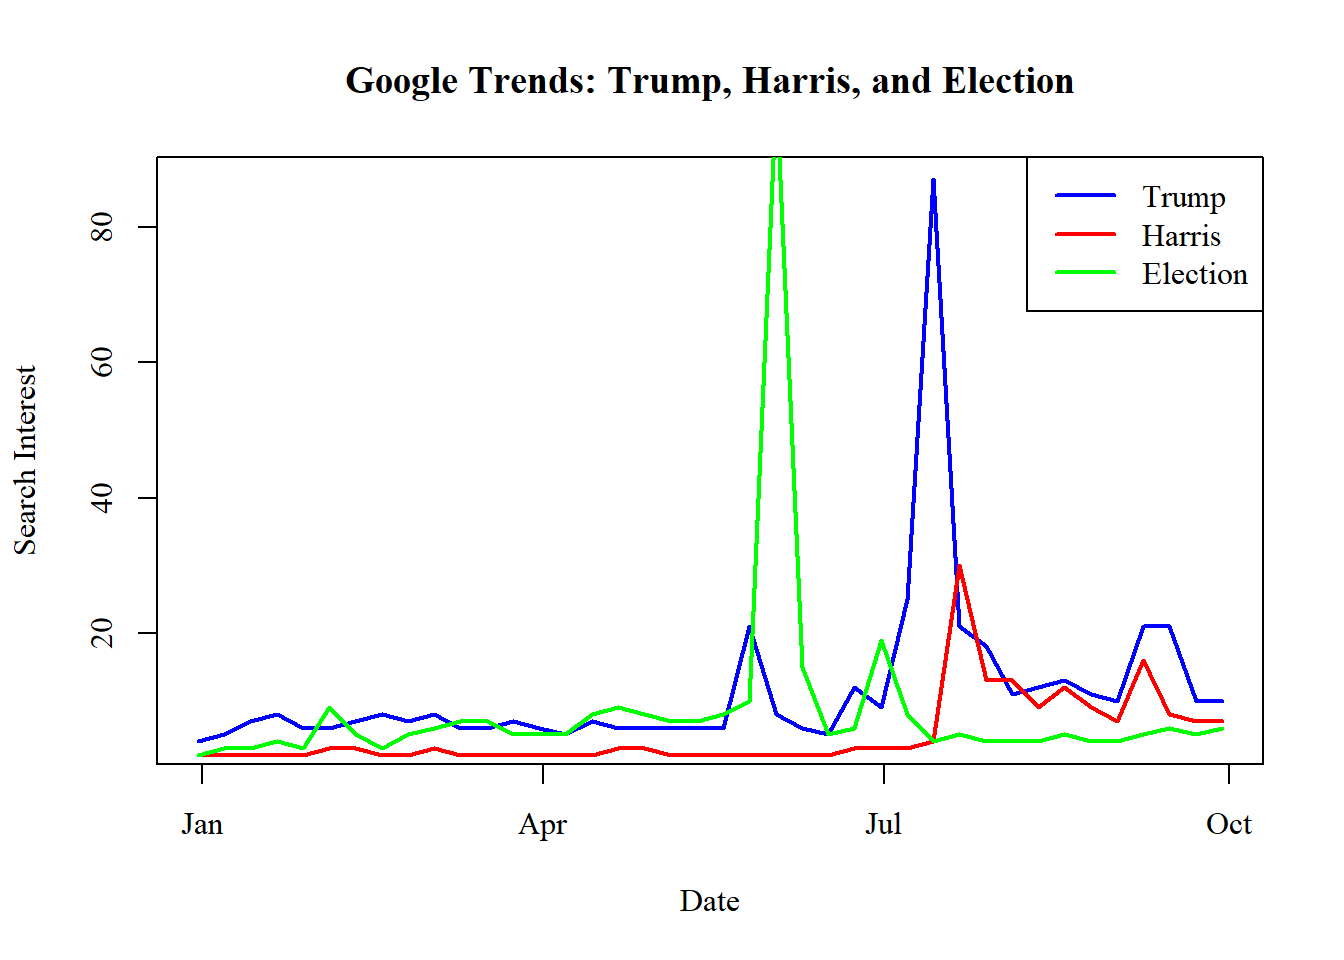 Google Trends: Trump, Harris, and Election
Trump
Harris
Election
Search Interest
80
60
40
20
Jan Apr Jul Oct
Date